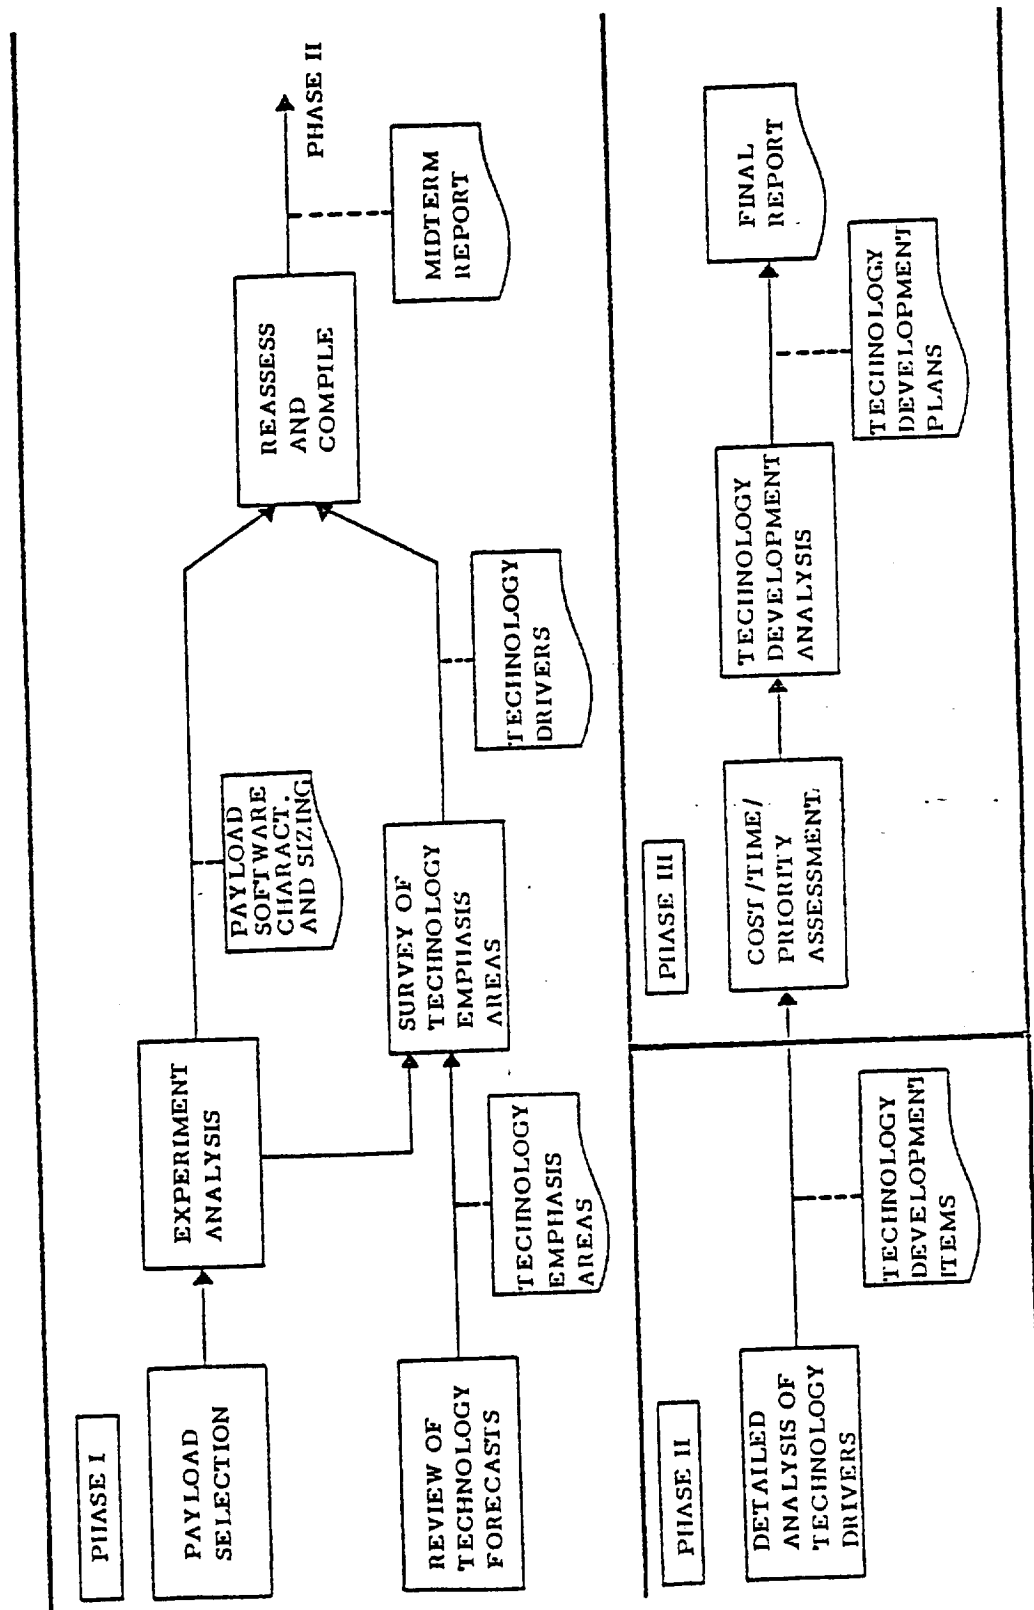 PHASE I
PAYLOAD
SELECTION
EXPERIMENT
ANALYSIS
PAYLOAD
SOFTWARE
CHARACT.
AND SIZING
REVIEW OF
TECHNOLOGY
FORECASTS
TECHNOLOGY
EMPHASIS
AREAS
SURVEY OF
TECHNOLOGY
EMPHASIS
AREAS
TECHNOLOGY
DRIVERS
REASSESS
AND
COMPILE
PHASE II
MIDTERM
REPORT
PHASE II
DETAILED
ANALYSIS OF
TECHNOLOGY
DRIVERS
TECHNOLOGY
DEVELOPMENT
ITEMS
PHASE III
COST/TIME/
PRIORITY
ASSESSMENT
TECHNOLOGY
DEVELOPMENT
ANALYSIS
TECHNOLOGY
DEVELOPMENT
PLANS
FINAL
REPORT